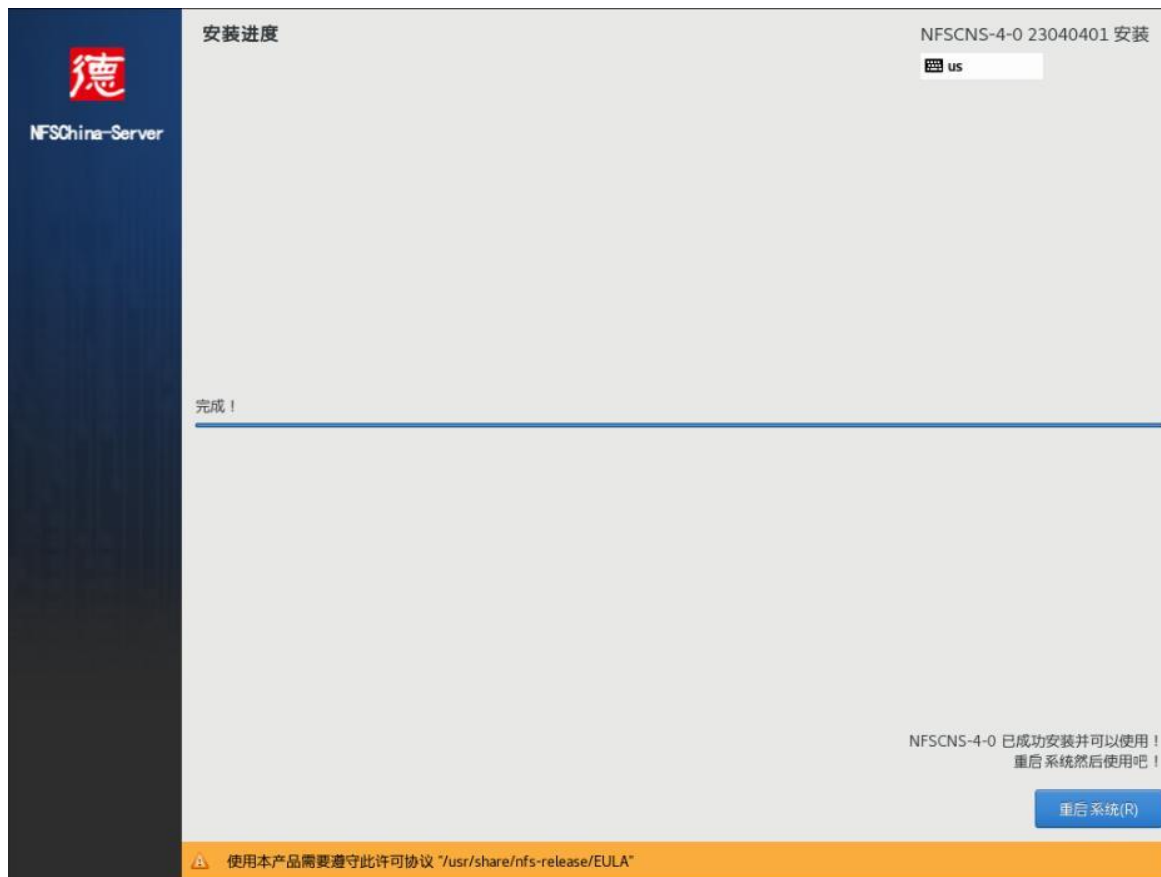 德
NFSChina-Server
安装进度
NFSCNS-4-0 23040401 安装
us
完成！
NFSCNS-4-0 已成功安装并可以使用！
重启系统然后使用吧！
重启系统(R)
使用本产品需要遵守此许可协议 "/usr/share/nfs-release/EULA"